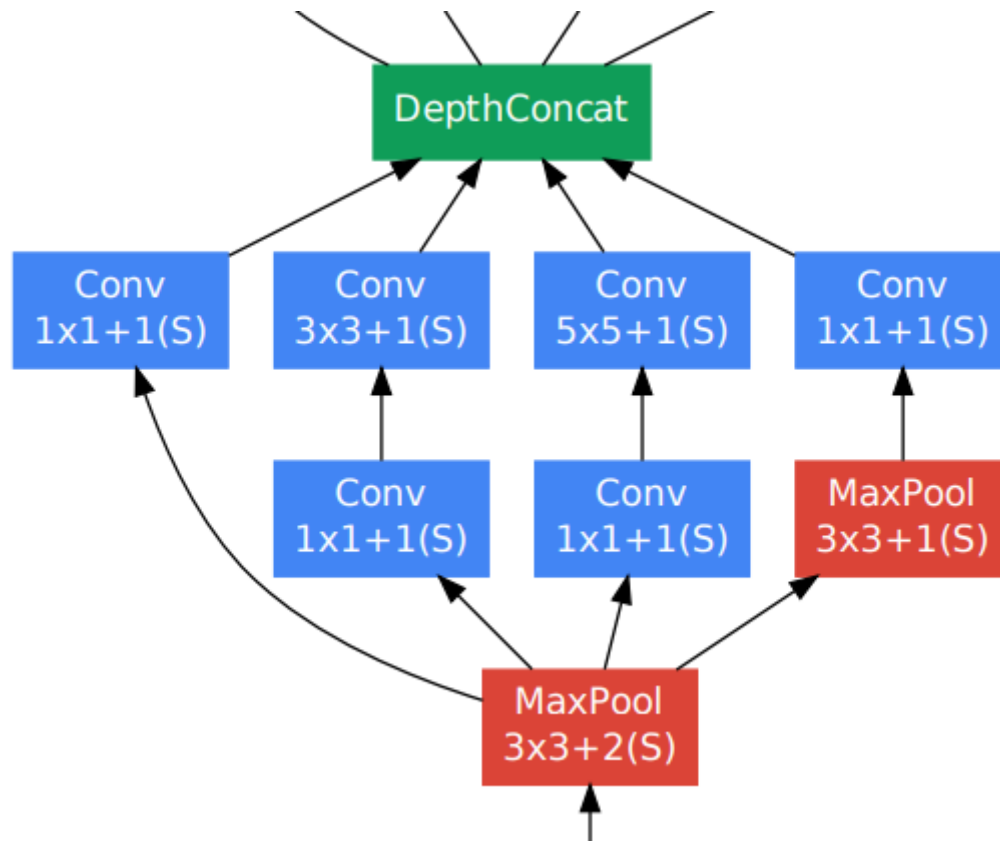 DepthConcat
Conv
1x1+1(S)
Conv
3x3+1(S)
Conv
5x5+1(S)
Conv
1x1+1(S)
Conv
1x1+1(S)
Conv
1x1+1(S)
MaxPool
3x3+1(S)
MaxPool
3x3+2(S)